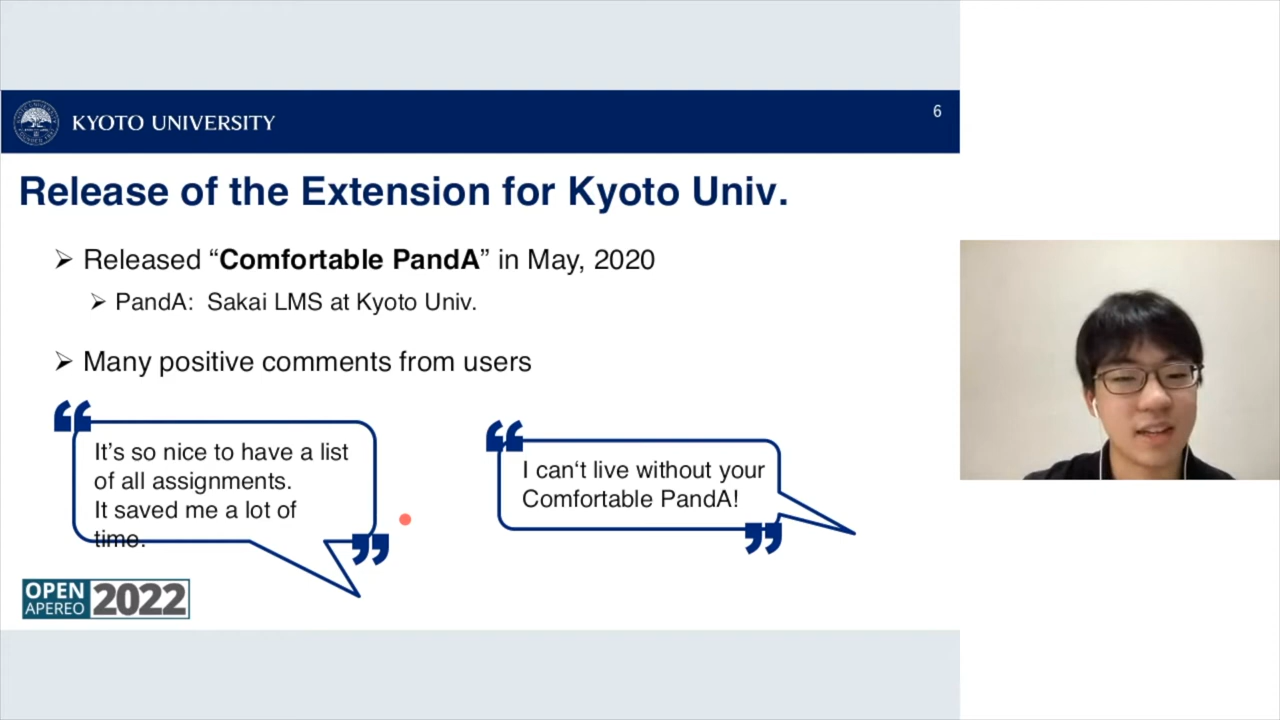 KYOTO UNIVERSITY
6
Release of the Extension for Kyoto Univ.
➢ Released “Comfortable PandA” in May, 2020
➢ PandA: Sakai LMS at Kyoto Univ.
➢ Many positive comments from users
“
It’s so nice to have a list
of all assignments.
It saved me a lot of
time.
”
“
I can‘t live without your
Comfortable PandA!
”
OPEN
APEREO
2022